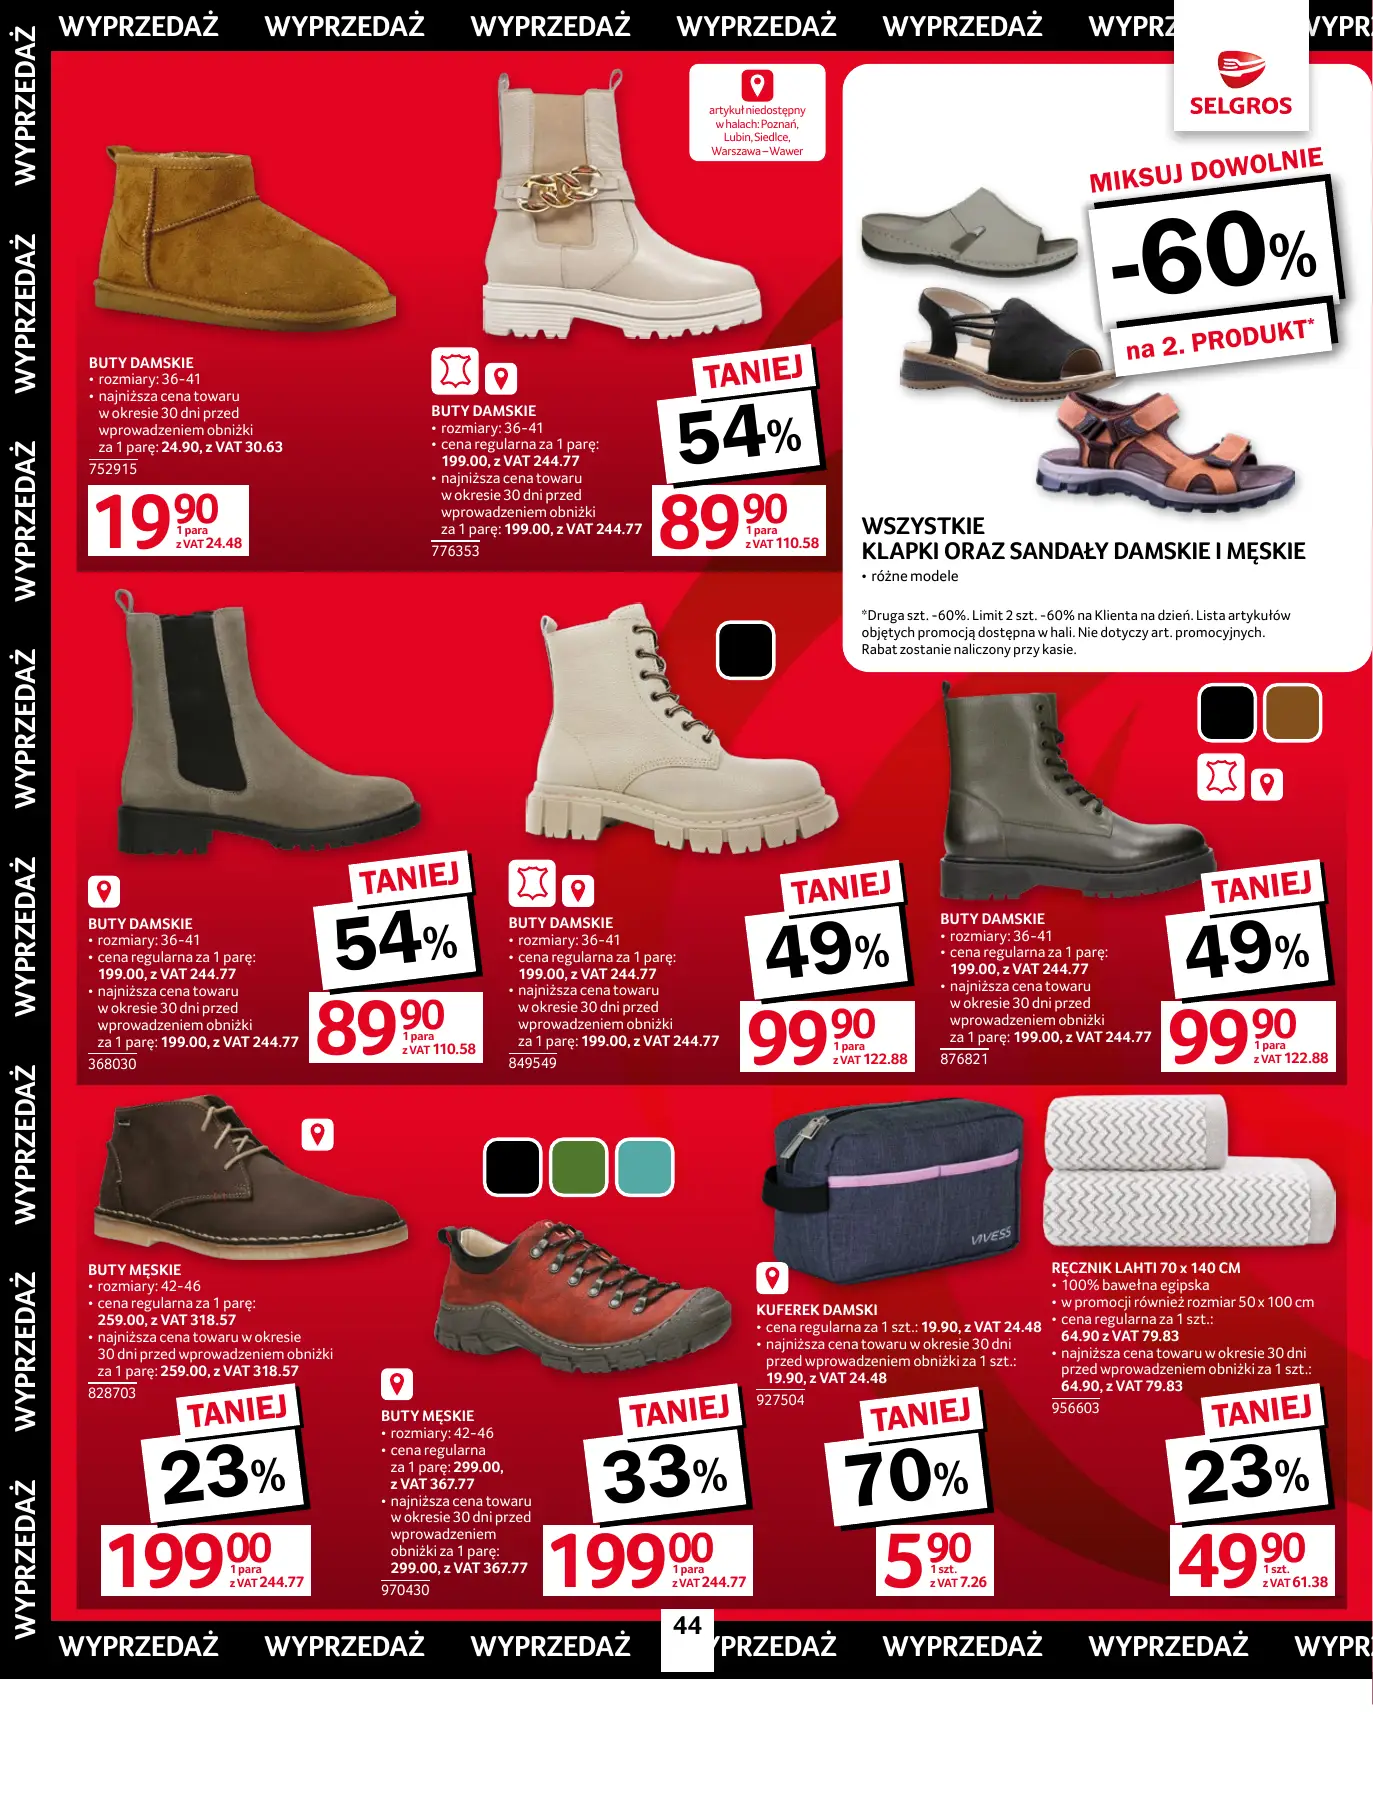 WYPRZEDAŻ WYPRZEDAŻ WYPRZEDAŻ WYPRZEDAŻ WYPRZEDAŻ WYPRZ YPR
WYPRZEDAŻ
WYPRZEDAŻ
WYPRZEDAŻ
WYPRZEDAŻ
WYPRZEDAŻ
WYPRZEDAŻ
WYPRZEDAŻ
WYPRZEDAŻ
SELGROS
artykuł niedostępny
w halach: Poznań,
Lubin, Siedlce,
Warszawa – Wawer
BUTY DAMSKIE
• rozmiary: 36-41
• najniższa cena towaru
w okresie 30 dni przed
wprowadzeniem obniżki
za 1 parę: 24.90, z VAT 30.63
752915
19 90
1 para
z VAT 24.48
BUTY DAMSKIE
• rozmiary: 36-41
• cena regularna za 1 parę:
199.00, z VAT 244.77
• najniższa cena towaru
w okresie 30 dni przed
wprowadzeniem obniżki
za 1 parę: 199.00, z VAT 244.77
776353
TANIEJ
54%
89 90
1 para
z VAT 110.58
MIKSUJ DOWOLNIE
-60%
na 2. PRODUKT*
WSZYSTKIE
KLAPKI ORAZ SANDAŁY DAMSKIE I MĘSKIE
• różne modele
*Druga szt. -60%. Limit 2 szt. -60% na Klienta na dzień. Lista artykułów
objętych promocją dostępna w hali. Nie dotyczy art. promocyjnych.
Rabat zostanie naliczony przy kasie.
BUTY DAMSKIE
• rozmiary: 36-41
• cena regularna za 1 parę:
199.00, z VAT 244.77
• najniższa cena towaru
w okresie 30 dni przed
wprowadzeniem obniżki
za 1 parę: 199.00, z VAT 244.77
368030
TANIEJ
54%
89 90
1 para
z VAT 110.58
BUTY DAMSKIE
• rozmiary: 36-41
• cena regularna za 1 parę:
199.00, z VAT 244.77
• najniższa cena towaru
w okresie 30 dni przed
wprowadzeniem obniżki
za 1 parę: 199.00, z VAT 244.77
849549
TANIEJ
49%
99 90
1 para
z VAT 122.88
BUTY DAMSKIE
• rozmiary: 36-41
• cena regularna za 1 parę:
199.00, z VAT 244.77
• najniższa cena towaru
w okresie 30 dni przed
wprowadzeniem obniżki
za 1 parę: 199.00, z VAT 244.77
876821
TANIEJ
49%
99 90
1 para
z VAT 122.88
BUTY MĘSKIE
• rozmiary: 42-46
• cena regularna za 1 parę:
259.00, z VAT 318.57
• najniższa cena towaru w okresie
30 dni przed wprowadzeniem obniżki
za 1 parę: 259.00, z VAT 318.57
828703
TANIEJ
23%
199 00
1 para
z VAT 244.77
BUTY MĘSKIE
• rozmiary: 42-46
• cena regularna
za 1 parę: 299.00,
z VAT 367.77
• najniższa cena towaru
w okresie 30 dni przed
wprowadzeniem
obniżki za 1 parę:
299.00, z VAT 367.77
970430
TANIEJ
33%
199 00
1 para
z VAT 244.77
VIVESS
KUFEREK DAMSKI
• cena regularna za 1 szt.: 19.90, z VAT 24.48
• najniższa cena towaru w okresie 30 dni
przed wprowadzeniem obniżki za 1 szt.:
19.90, z VAT 24.48
927504
TANIEJ
70%
5 90
1 szt.
z VAT 7.26
RĘCZNIK LAHTI 70 x 140 CM
• 100% bawełna egipska
• w promocji również rozmiar 50 x 100 cm
• cena regularna za 1 szt.:
64.90 z VAT 79.83
• najniższa cena towaru w okresie 30 dni
przed wprowadzeniem obniżki za 1 szt.:
64.90, z VAT 79.83
956603
TANIEJ
23%
49 90
1 szt.
z VAT 61.38
44
WYPRZEDAŻ WYPRZEDAŻ WYPRZEDAŻ YPRZEDAŻ WYPRZEDAŻ WYPRZEDAŻ WYPR